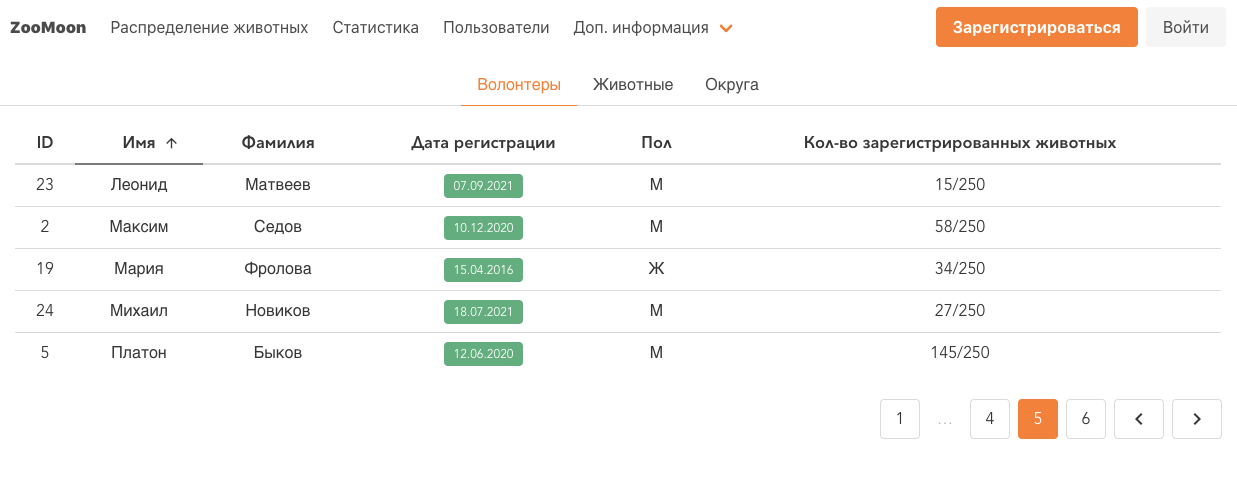 ZooMoon Распределение животных Статистика Пользователи Доп. информация Зарегистрироваться Войти
Волонтеры Животные Округа
ID Имя ↑ Фамилия Дата регистрации Пол Кол-во зарегистрированных животных
23 Леонид Матвеев 07.09.2021 М 15/250
2 Максим Седов 10.12.2020 М 58/250
19 Мария Фролова 15.04.2016 Ж 34/250
24 Михаил Новиков 18.07.2021 М 27/250
5 Платон Быков 12.06.2020 М 145/250
1 ... 4 5 6